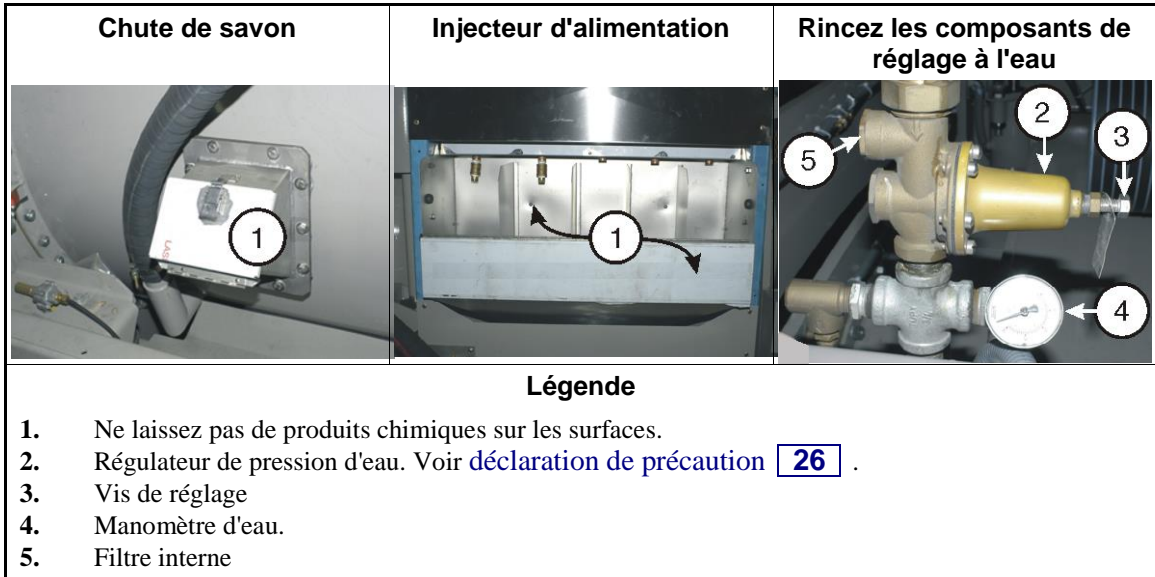 Chute de savon
Injecteur d'alimentation
Rincez les composants de
réglage à l'eau
1
1
2
3
5
4
Légende
1. Ne laissez pas de produits chimiques sur les surfaces.
2. Régulateur de pression d'eau. Voir déclaration de précaution 26 .
3. Vis de réglage
4. Manomètre d'eau.
5. Filtre interne